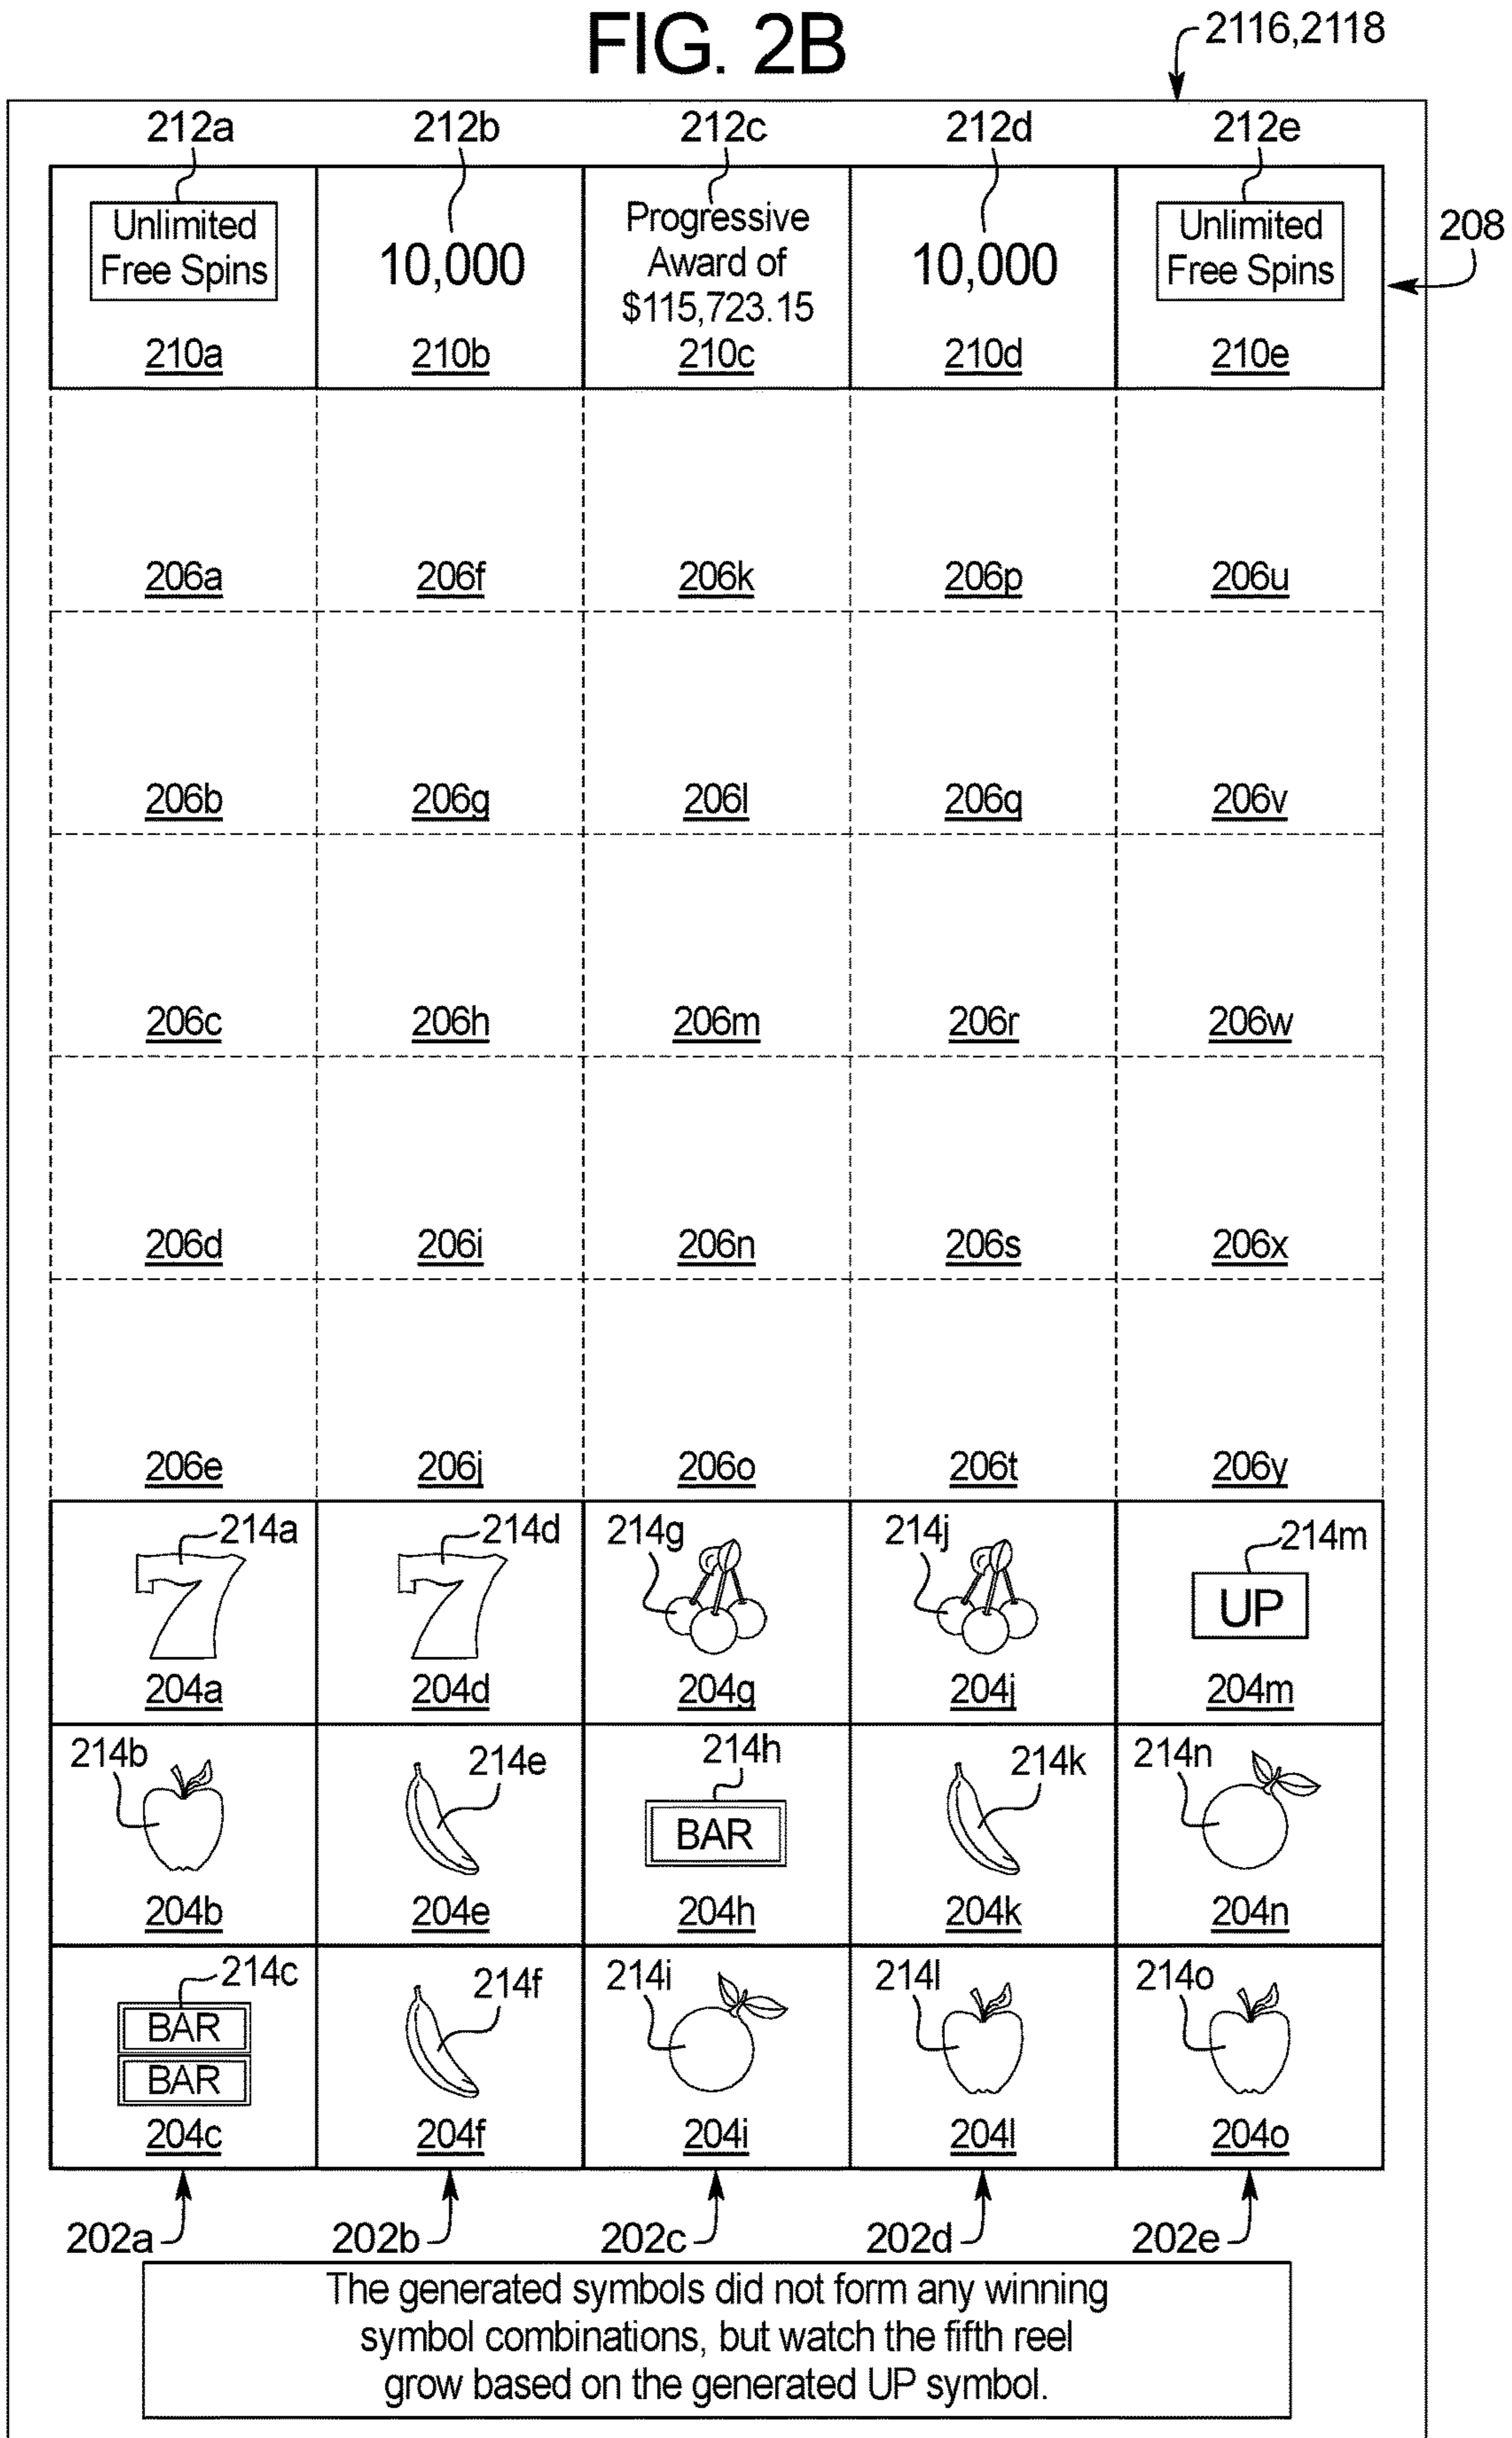 FIG. 2B
2116,2118
212a 212b 212c 212d 212e
208
Unlimited
Free Spins
210a
10,000
210b
Progressive
Award of
$115,723.15
210c
10,000
210d
Unlimited
Free Spins
210e
206a 206f 206k 206p 206u
206b 206g 206l 206q 206v
206c 206h 206m 206r 206w
206d 206i 206n 206s 206x
206e 206j 206o 206t 206y
214a 214d 214g 214j 214m
7 7 UP
204a 204d 204g 204j 204m
214b 214e 214h 214k 214n
BAR
204b 204e 204h 204k 204n
214c 214f 214i 214l 214o
BAR
BAR
204c 204f 204i 204l 204o
202a 202b 202c 202d 202e
The generated symbols did not form any winning
symbol combinations, but watch the fifth reel
grow based on the generated UP symbol.